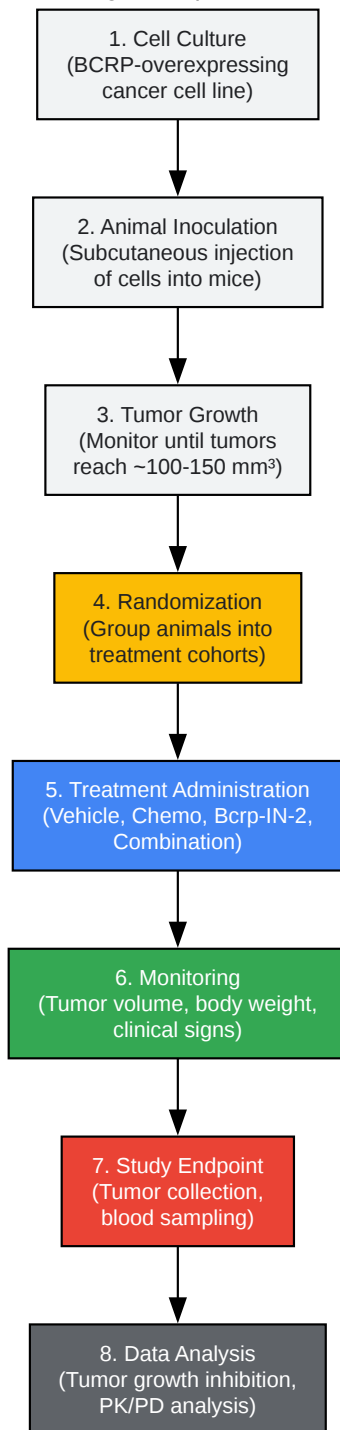 1. Cell Culture
(BCRP-overexpressing
cancer cell line)
2. Animal Inoculation
(Subcutaneous injection
of cells into mice)
3. Tumor Growth
(Monitor until tumors
reach ~100-150 mm³)
4. Randomization
(Group animals into
treatment cohorts)
5. Treatment Administration
(Vehicle, Chemo, Bcrp-IN-2,
Combination)
6. Monitoring
(Tumor volume, body weight,
clinical signs)
7. Study Endpoint
(Tumor collection,
blood sampling)
8. Data Analysis
(Tumor growth inhibition,
PK/PD analysis)